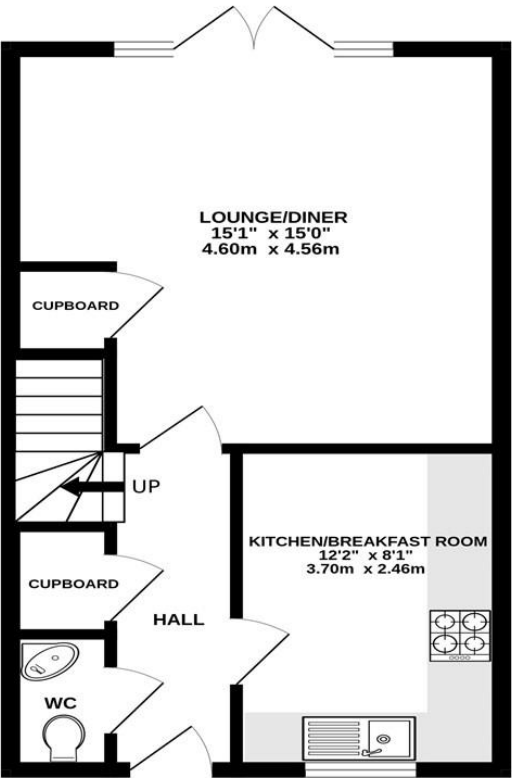 LOUNGE/DINER
15'1" x 15'0"
4.60m x 4.56m
CUPBOARD
UP
KITCHEN/BREAKFAST ROOM
12'2" x 8'1"
3.70m x 2.46m
CUPBOARD
HALL
WC